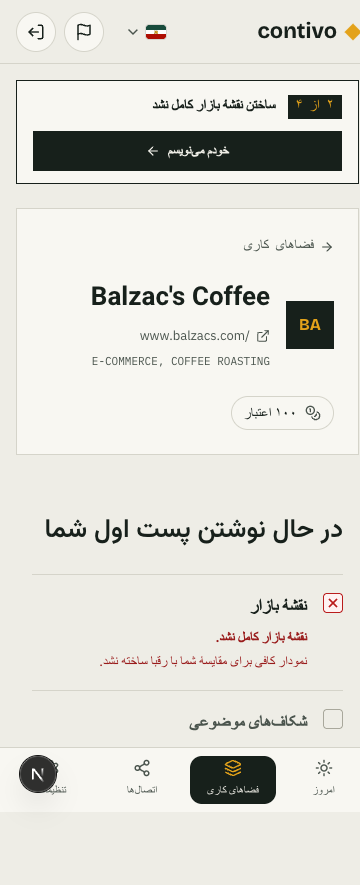 contivo
۲ از ۴
ساختن نقشهٔ بازار کامل نشد
خودم می‌نویسم
فضاهای کاری
Balzac's Coffee
BA
www.balzacs.com/
E-COMMERCE, COFFEE ROASTING
۱۰۰ اعتبار
در حال نوشتن پست اول شما
نقشهٔ بازار
نقشهٔ بازار کامل نشد.
نمودار کافی برای مقایسهٔ شما با رقبا ساخته نشد.
شکاف‌های موضوعی
امروز
فضاهای کاری
اتصال‌ها
N